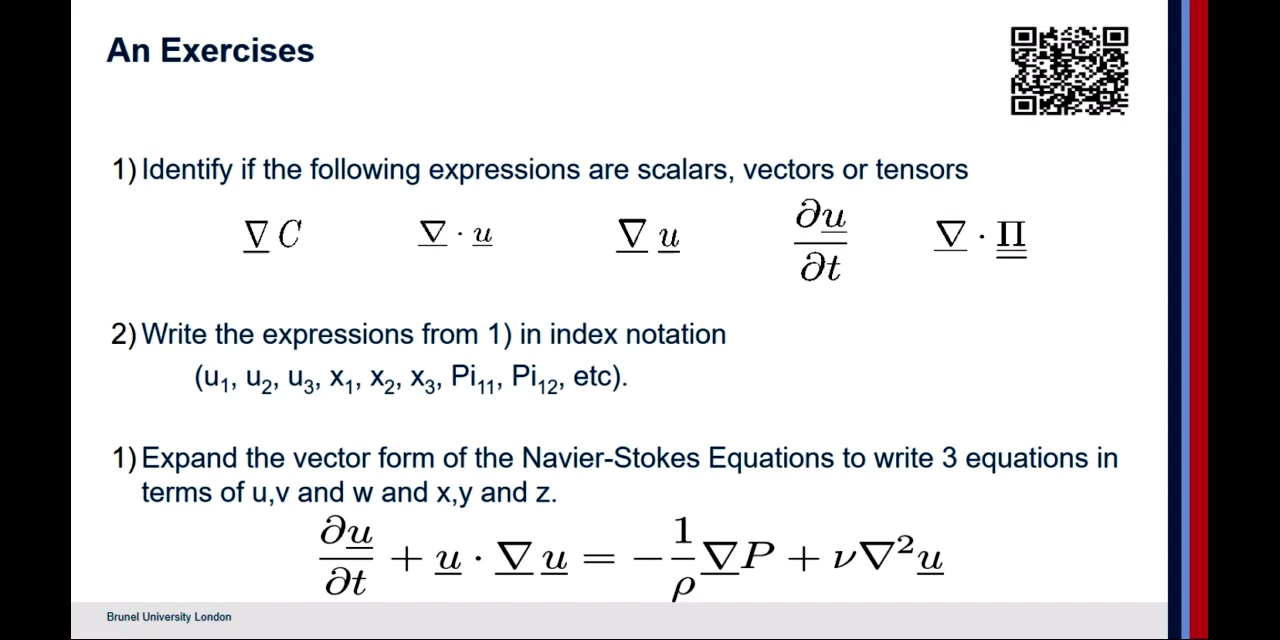 An Exercises
1) Identify if the following expressions are scalars, vectors or tensors
∇ C ∇ · u ∇ u ∂u/∂t ∇ · Π
2) Write the expressions from 1) in index notation
(u₁, u₂, u₃, x₁, x₂, x₃, Pi₁₁, Pi₁₂, etc).
1) Expand the vector form of the Navier-Stokes Equations to write 3 equations in
terms of u,v and w and x,y and z.
∂u/∂t + u · ∇ u = − 1/ρ ∇P + ν∇²u
Brunel University London